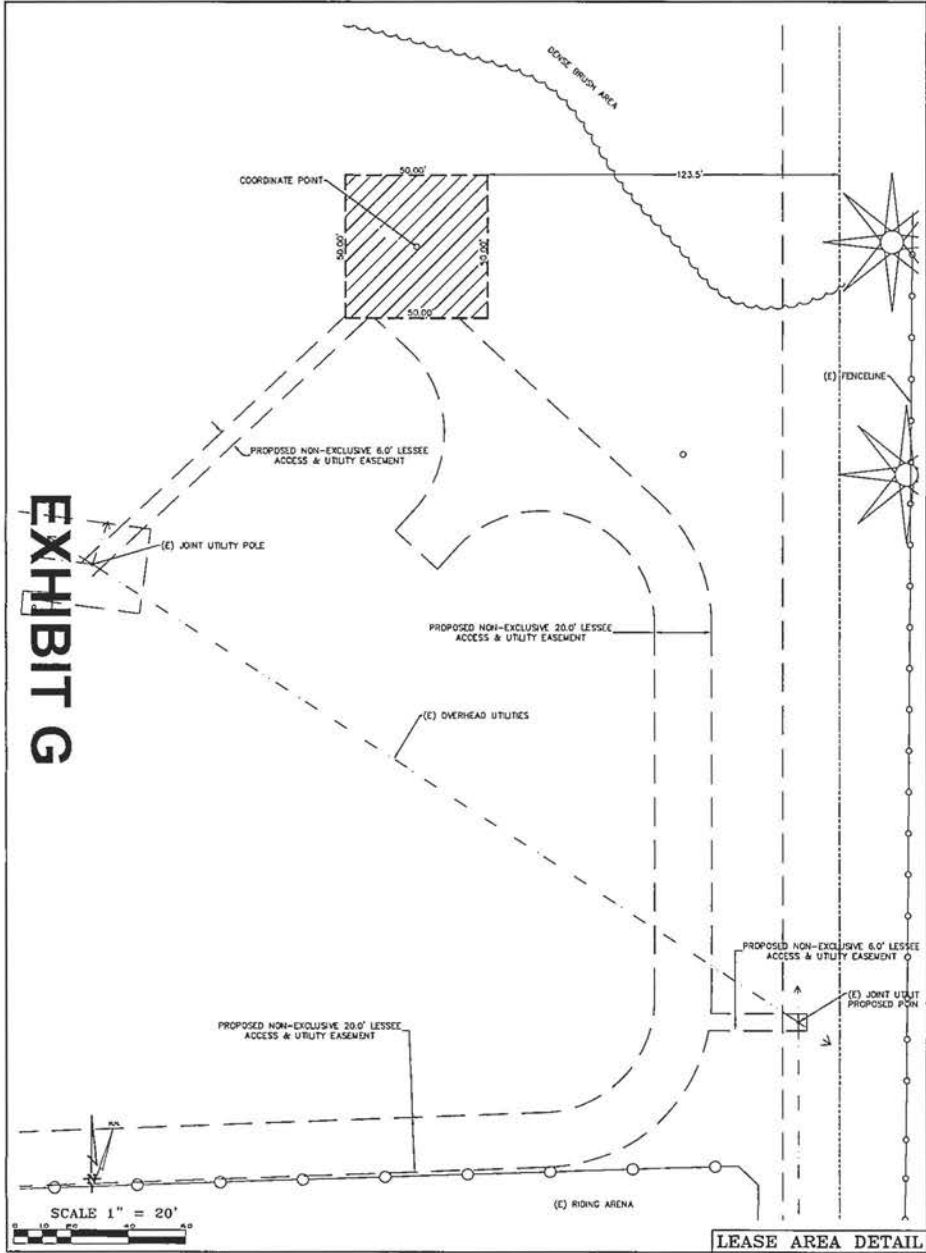 DENSE BRUSH AREA
COORDINATE POINT
50.00'
123.5'
50.00'
50.00'
50.00'
(E) FENCELINE
PROPOSED NON-EXCLUSIVE 6.0' LESSEE
ACCESS & UTILITY EASEMENT
EXHIBIT G
(E) JOINT UTILITY POLE
PROPOSED NON-EXCLUSIVE 20.0' LESSEE
ACCESS & UTILITY EASEMENT
(E) OVERHEAD UTILITIES
PROPOSED NON-EXCLUSIVE 6.0' LESSEE
ACCESS & UTILITY EASEMENT
(E) JOINT UTILIT
PROPOSED POIN
PROPOSED NON-EXCLUSIVE 20.0' LESSEE
ACCESS & UTILITY EASEMENT
(E) RIDING ARENA
SCALE 1" = 20'
0 10 20 40 60
LEASE AREA DETAIL